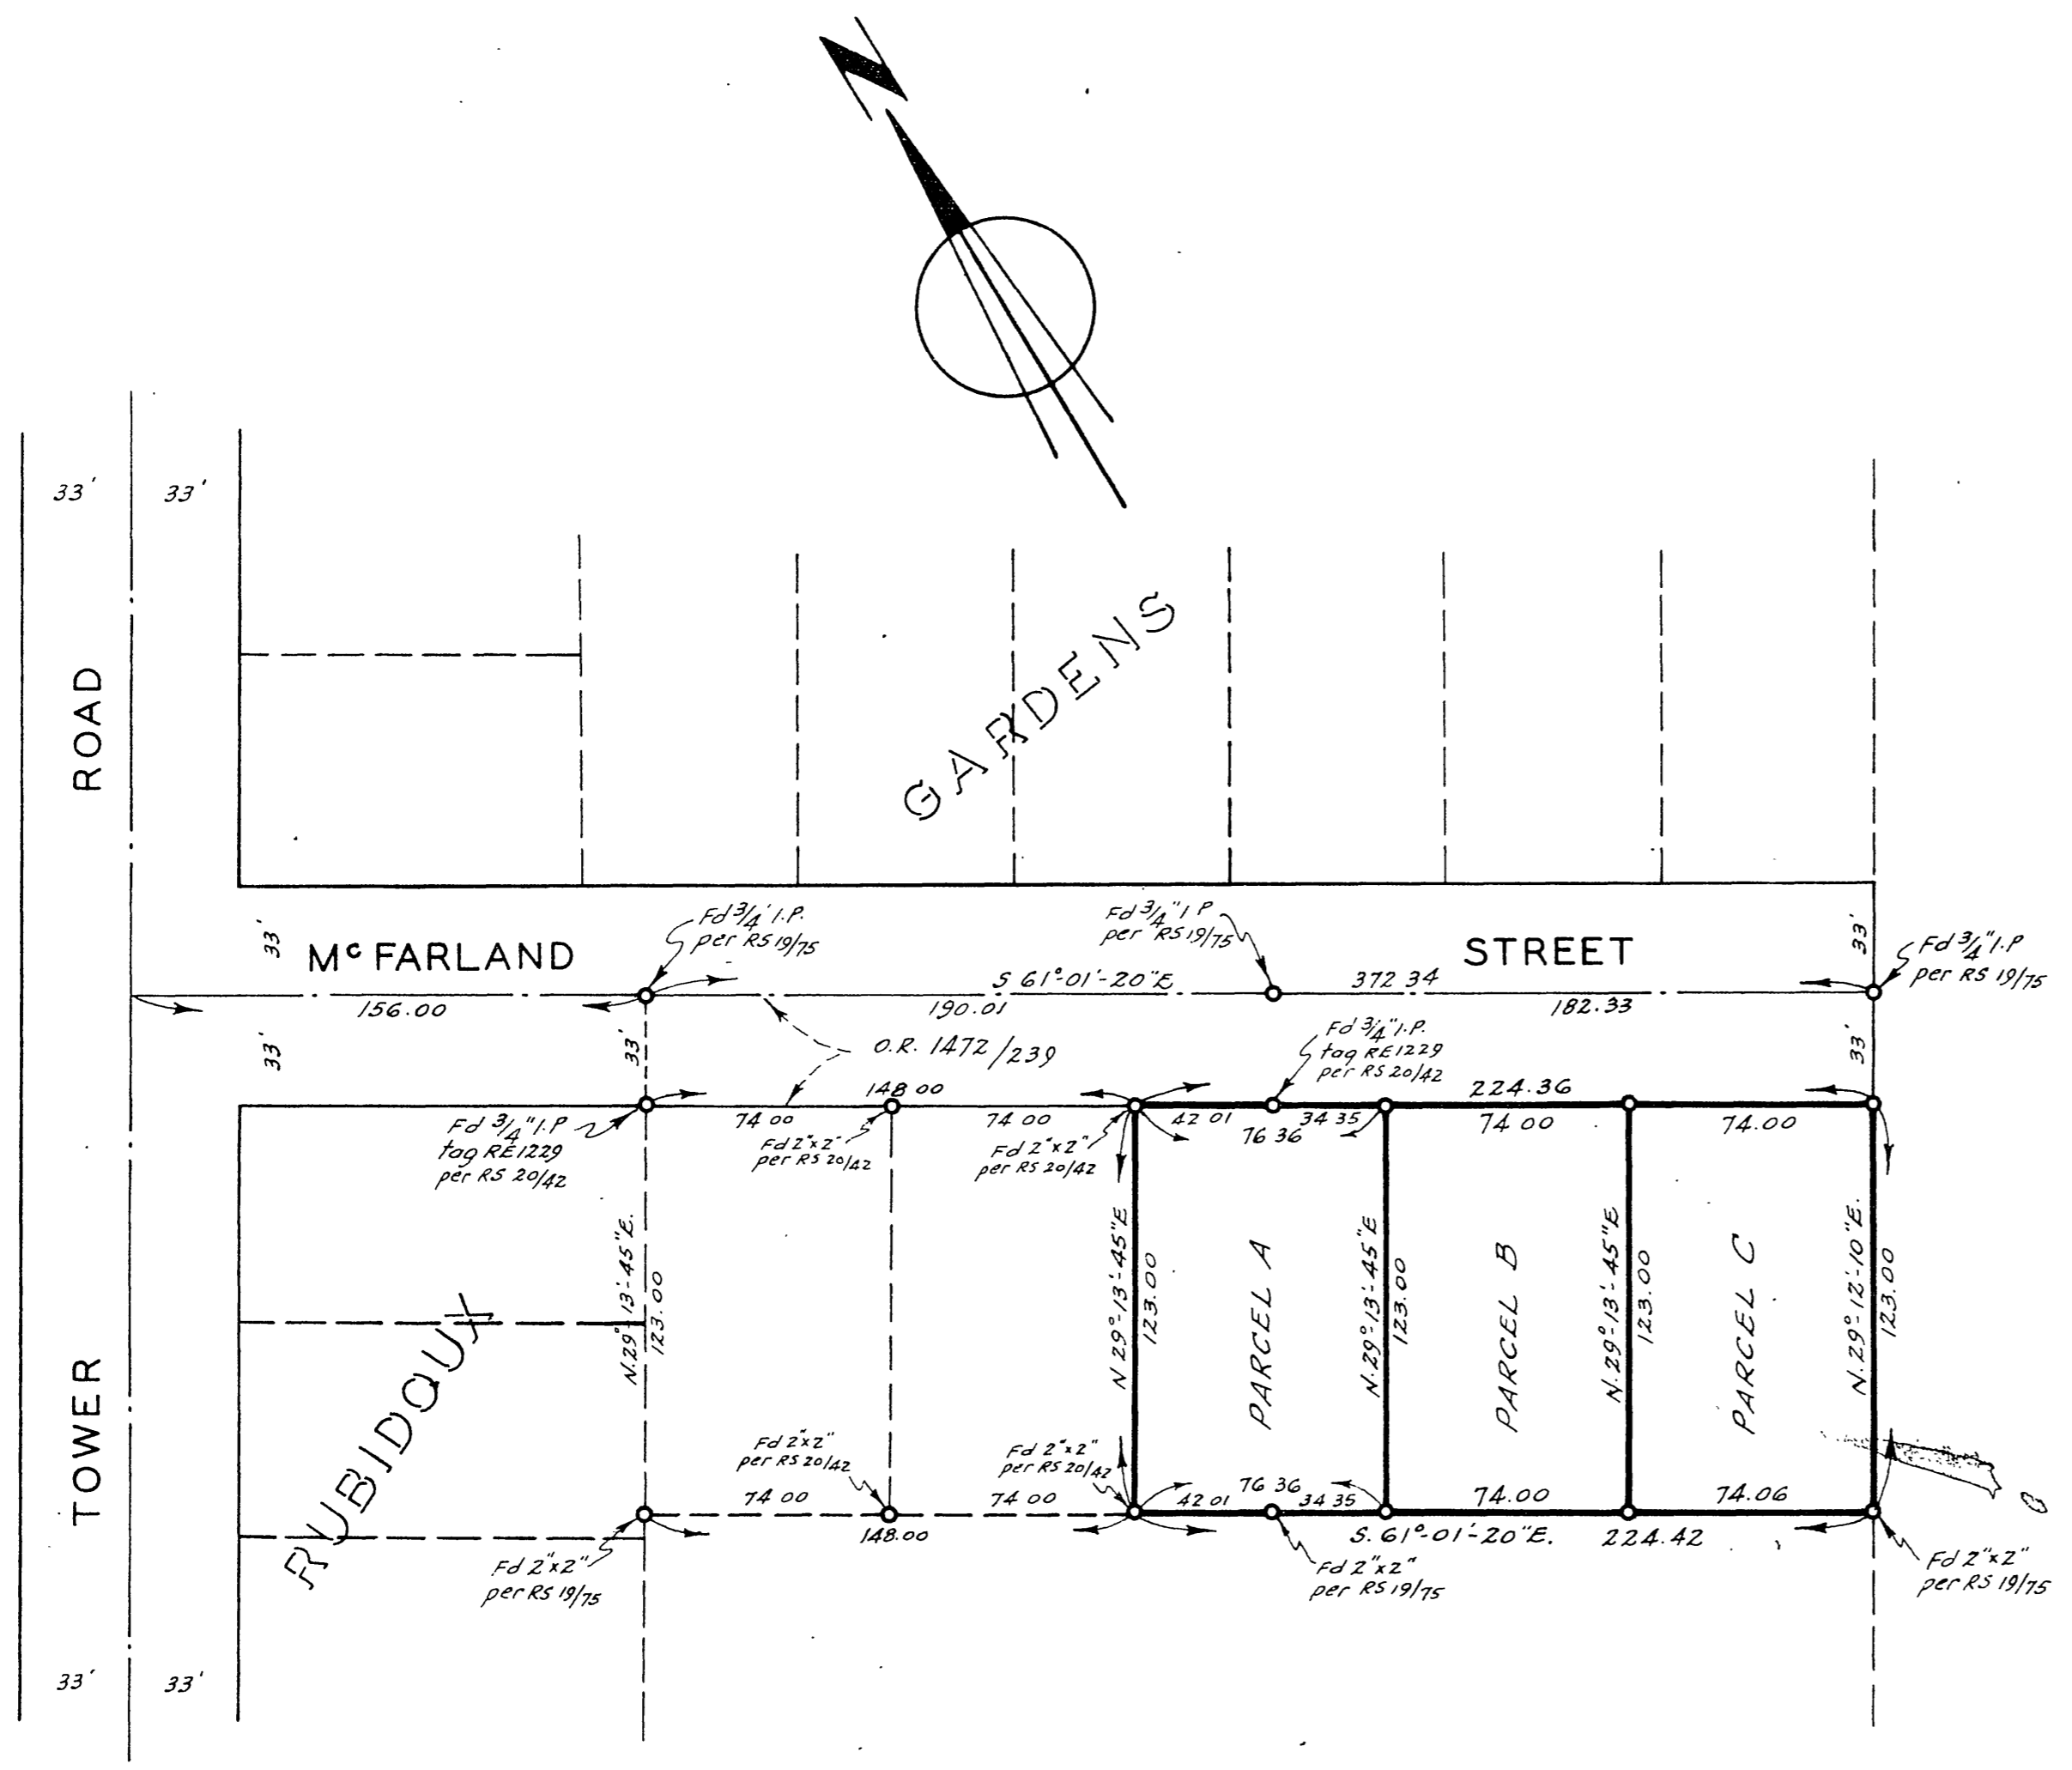 N
33'
33'
ROAD
GARDENS
33'
Fd 3/4' I.P.
per RS 19/75
Fd 3/4" I P
per RS 19/75
33'
McFARLAND
STREET
Fd 3/4" I.P
per RS 19/75
S 61°-01'-20"E
372 34
156.00
190.01
182.33
33'
33'
O.R. 1472/239
Fd 3/4" I.P.
tag RE1229
per RS 20/42
33'
148 00
224.36
Fd 3/4" I.P
tag RE1229
per RS 20/42
74 00
Fd 2"x2"
per RS 20/42
74 00
Fd 2"x2"
per RS 20/42
42 01
34 35
76 36
74 00
74.00
N.29°-13'-45"E.
123.00
N 29°-13'-45"E
123.00
PARCEL A
N.29°-13'-45"E
123.00
PARCEL B
N.29°-13'-45"E
123.00
PARCEL C
N.29°-12'-10"E.
123.00
TOWER
RUBIDOUX
Fd 2"x2"
per RS 20/42
Fd 2"x2"
per RS 20/42
74 00
74 00
148.00
76 36
42 01
34 35
74.00
74.06
S. 61°-01'-20"E.
224.42
Fd 2"x2"
per RS 19/75
Fd 2"x2"
per RS 19/75
Fd 2"x2"
per RS 19/75
33'
33'